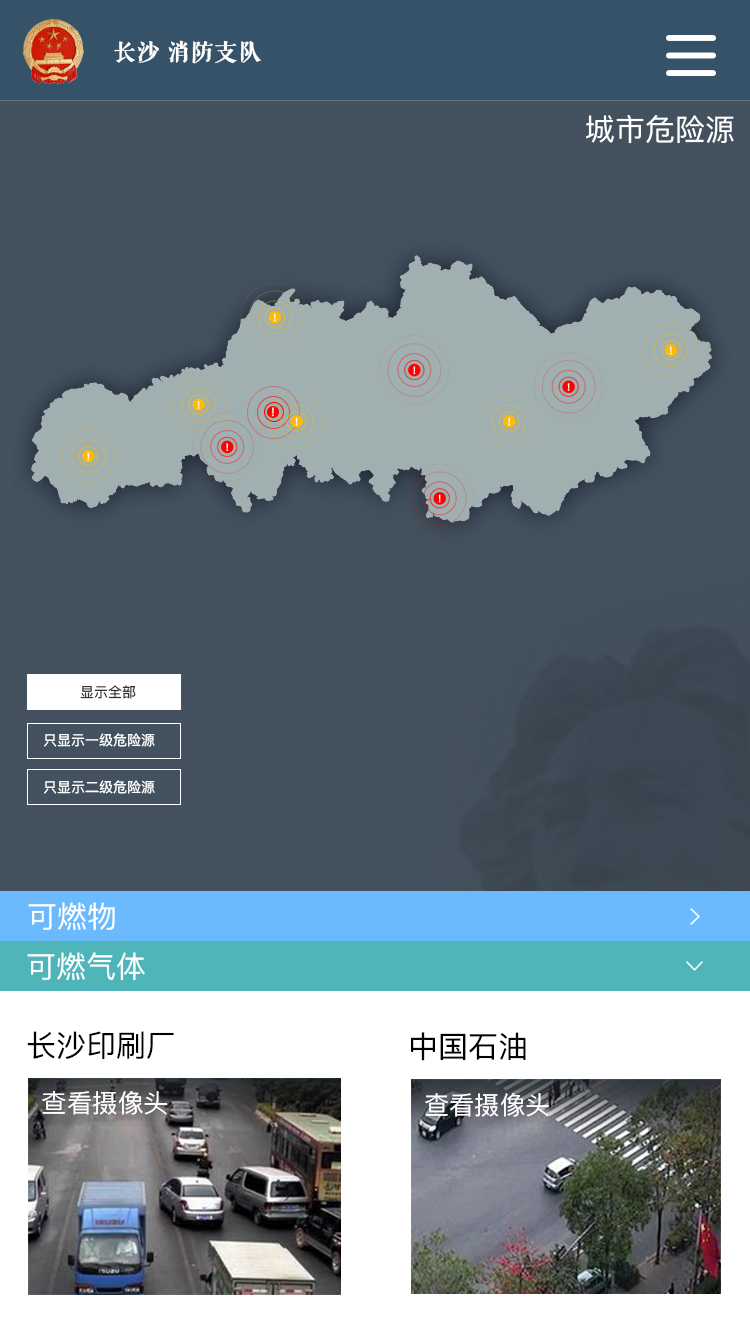 长沙 消防支队
城市危险源
显示全部
只显示一级危险源
只显示二级危险源
可燃物
可燃气体
长沙印刷厂
中国石油
查看摄像头
查看摄像头
ISUZU